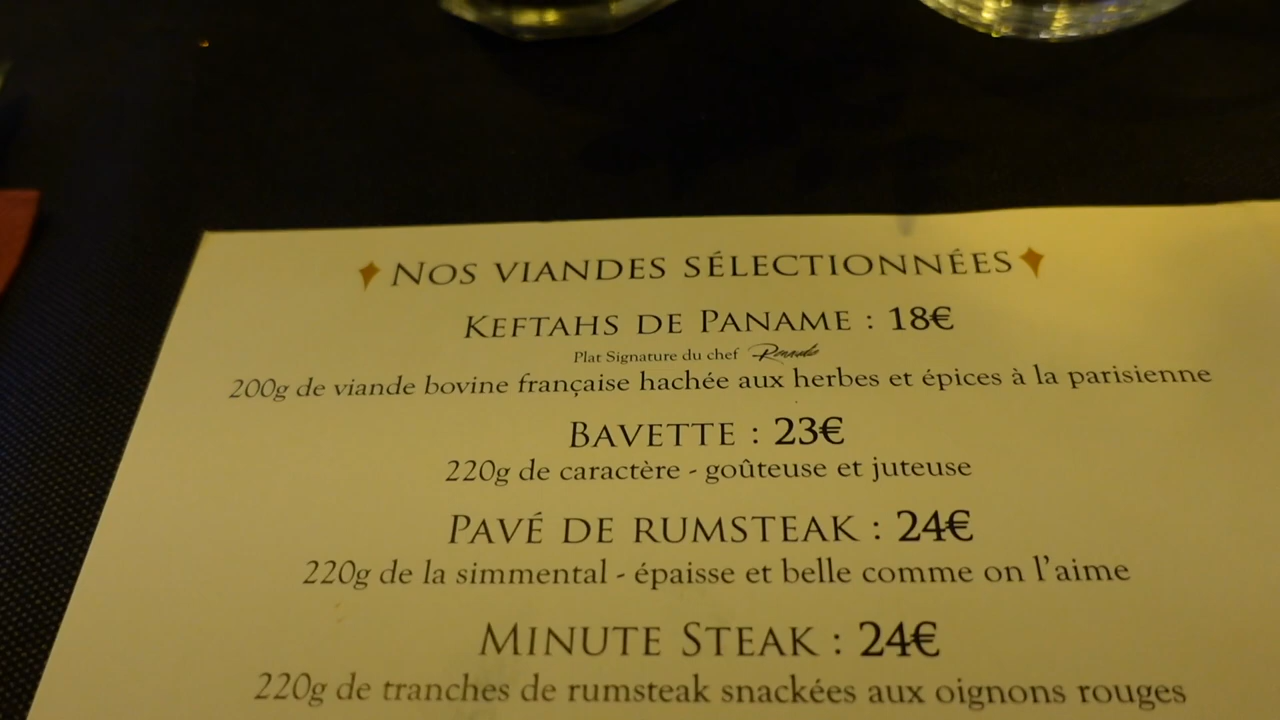 Nos viandes sélectionnées
Keftahs de Paname : 18€
Plat Signature du chef
200g de viande bovine française hachée aux herbes et épices à la parisienne
Bavette : 23€
220g de caractère - goûteuse et juteuse
Pavé de rumsteak : 24€
220g de la simmental - épaisse et belle comme on l'aime
Minute Steak : 24€
220g de tranches de rumsteak snackées aux oignons rouges